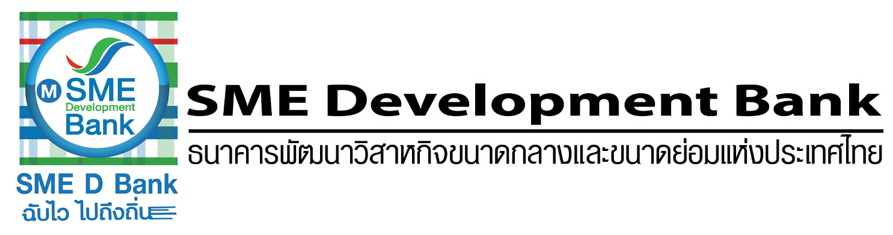 M SME
Development
Bank
SME D Bank
ฉับไว ไปถึงถิ่น
SME Development Bank
ธนาคารพัฒนาวิสาหกิจขนาดกลางและขนาดย่อมแห่งประเทศไทย